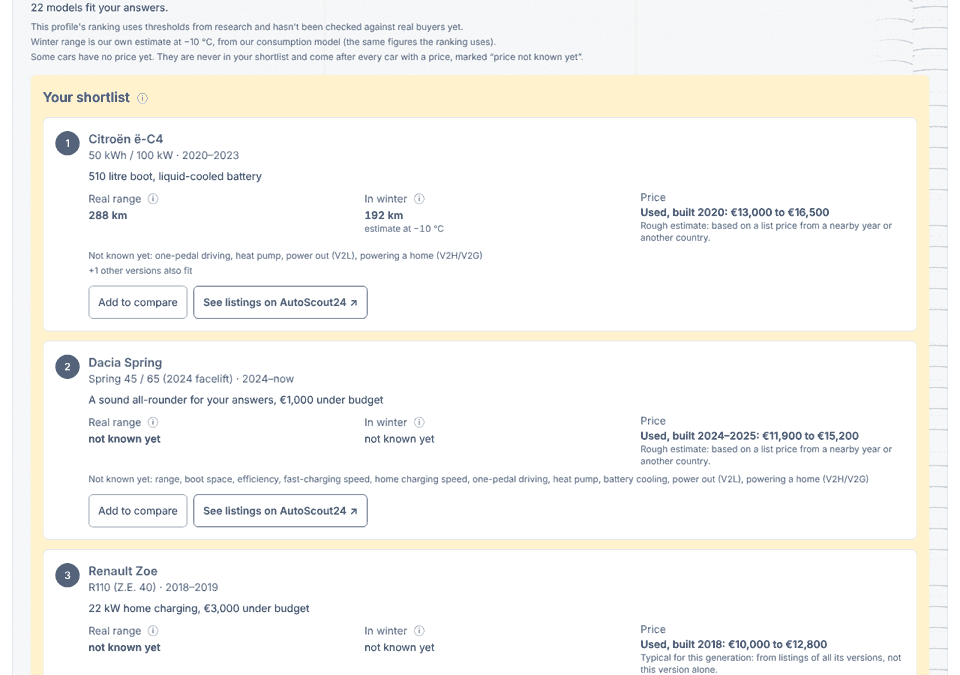 22 models fit your answers.
This profile's ranking uses thresholds from research and hasn't been checked against real buyers yet.
Winter range is our own estimate at −10 °C, from our consumption model (the same figures the ranking uses).
Some cars have no price yet. They are never in your shortlist and come after every car with a price, marked “price not known yet”.
Your shortlist ⓘ
1
Citroën ë-C4
50 kWh / 100 kW · 2020–2023
510 litre boot, liquid-cooled battery
Real range ⓘ
288 km
In winter ⓘ
192 km
estimate at −10 °C
Price
Used, built 2020: €13,000 to €16,500
Rough estimate: based on a list price from a nearby year or
another country.
Not known yet: one-pedal driving, heat pump, power out (V2L), powering a home (V2H/V2G)
+1 other versions also fit
Add to compare
See listings on AutoScout24 ↗
2
Dacia Spring
Spring 45 / 65 (2024 facelift) · 2024–now
A sound all-rounder for your answers, €1,000 under budget
Real range ⓘ
not known yet
In winter ⓘ
not known yet
Price
Used, built 2024–2025: €11,900 to €15,200
Rough estimate: based on a list price from a nearby year or
another country.
Not known yet: range, boot space, efficiency, fast-charging speed, home charging speed, one-pedal driving, heat pump, battery cooling, power out (V2L), powering a home (V2H/V2G)
Add to compare
See listings on AutoScout24 ↗
3
Renault Zoe
R110 (Z.E. 40) · 2018–2019
22 kW home charging, €3,000 under budget
Real range ⓘ
not known yet
In winter ⓘ
not known yet
Price
Used, built 2018: €10,000 to €12,800
Typical for this generation: from listings of all its versions, not
this version alone.